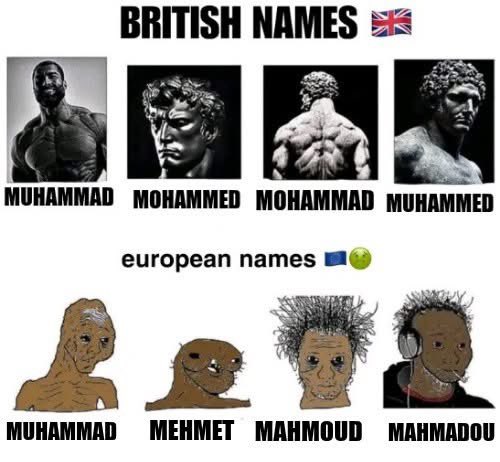 BRITISH NAMES 🇬🇧
MUHAMMAD MOHAMMED MOHAMMAD MUHAMMED
european names 🇪🇺🤢
MUHAMMAD MEHMET MAHMOUD MAHMADOU